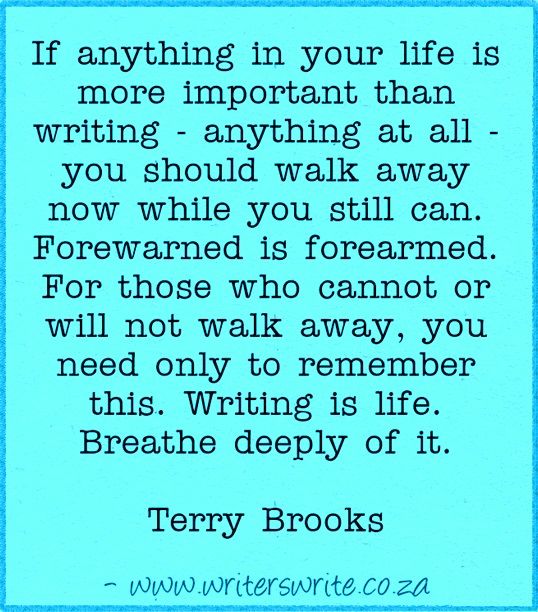 If anything in your life is
more important than
writing - anything at all -
you should walk away
now while you still can.
Forewarned is forearmed.
For those who cannot or
will not walk away, you
need only to remember
this. Writing is life.
Breathe deeply of it.
Terry Brooks
- www.writerswrite.co.za